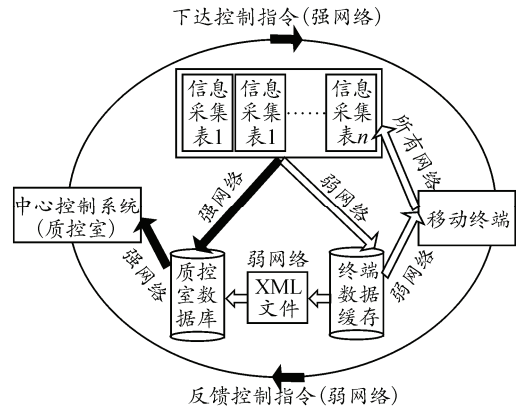 下达控制指令(强网络)
信息
采集
表1
信息
采集
表1
……
信息
采集
表n
所有网络
强网络
弱网络
中心控制系统
(质控室)
移动终端
强网络
质控
室数
据库
弱网络
XML
文件
终端
数据
缓存
弱网络
反馈控制指令(弱网络)